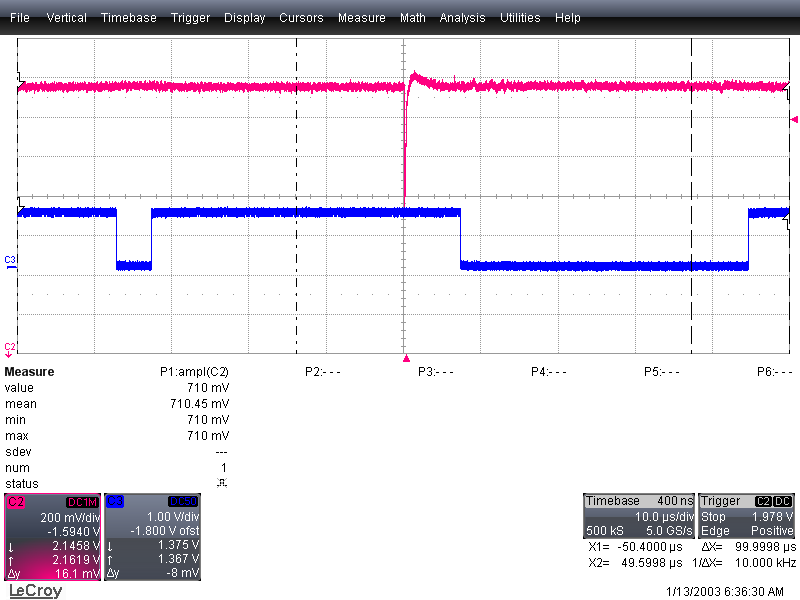 File Vertical Timebase Trigger Display Cursors Measure Math Analysis Utilities Help
C3
C2
Measure P1:ampl(C2) P2:- - - P3:- - - P4:- - - P5:- - - P6:- - -
value 710 mV
mean 710.45 mV
min 710 mV
max 710 mV
sdev ---
num 1
status
C2 DC1M
200 mV/div
-1.5940 V
↓ 2.1458 V
↑ 2.1619 V
Δy 16.1 mV
1.00 V/div
-1.800 V ofst
↓ 1.375 V
↑ 1.367 V
Δy -8 mV
Timebase 400 ns
10.0 µs/div
500 kS 5.0 GS/s
Trigger C2 DC
Stop 1.978 V
Edge Positive
X1= -50.4000 µs ΔX= 99.9998 µs
X2= 49.5998 µs 1/ΔX= 10.000 kHz
LeCroy
1/13/2003 6:36:30 AM